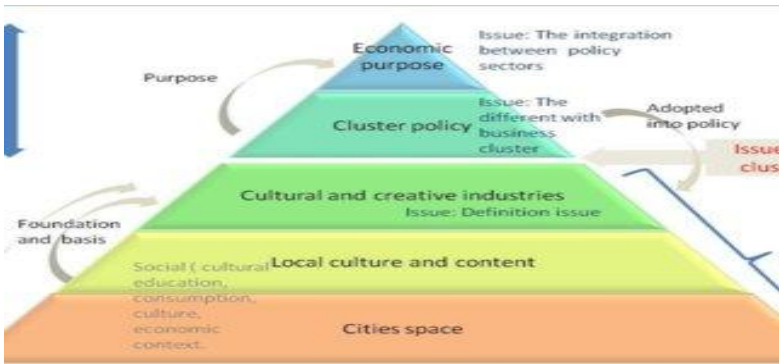 Economic
purpose
Issue: The integration
between policy
sectors
Purpose
Cluster policy
Issue: The
different with
business
cluster
Adopted
into policy
Issue
clus
Cultural and creative industries
Issue: Definition issue
Foundation
and basis
Local culture and content
Social ( cultural
education,
consumption,
culture,
economic
context.
Cities space